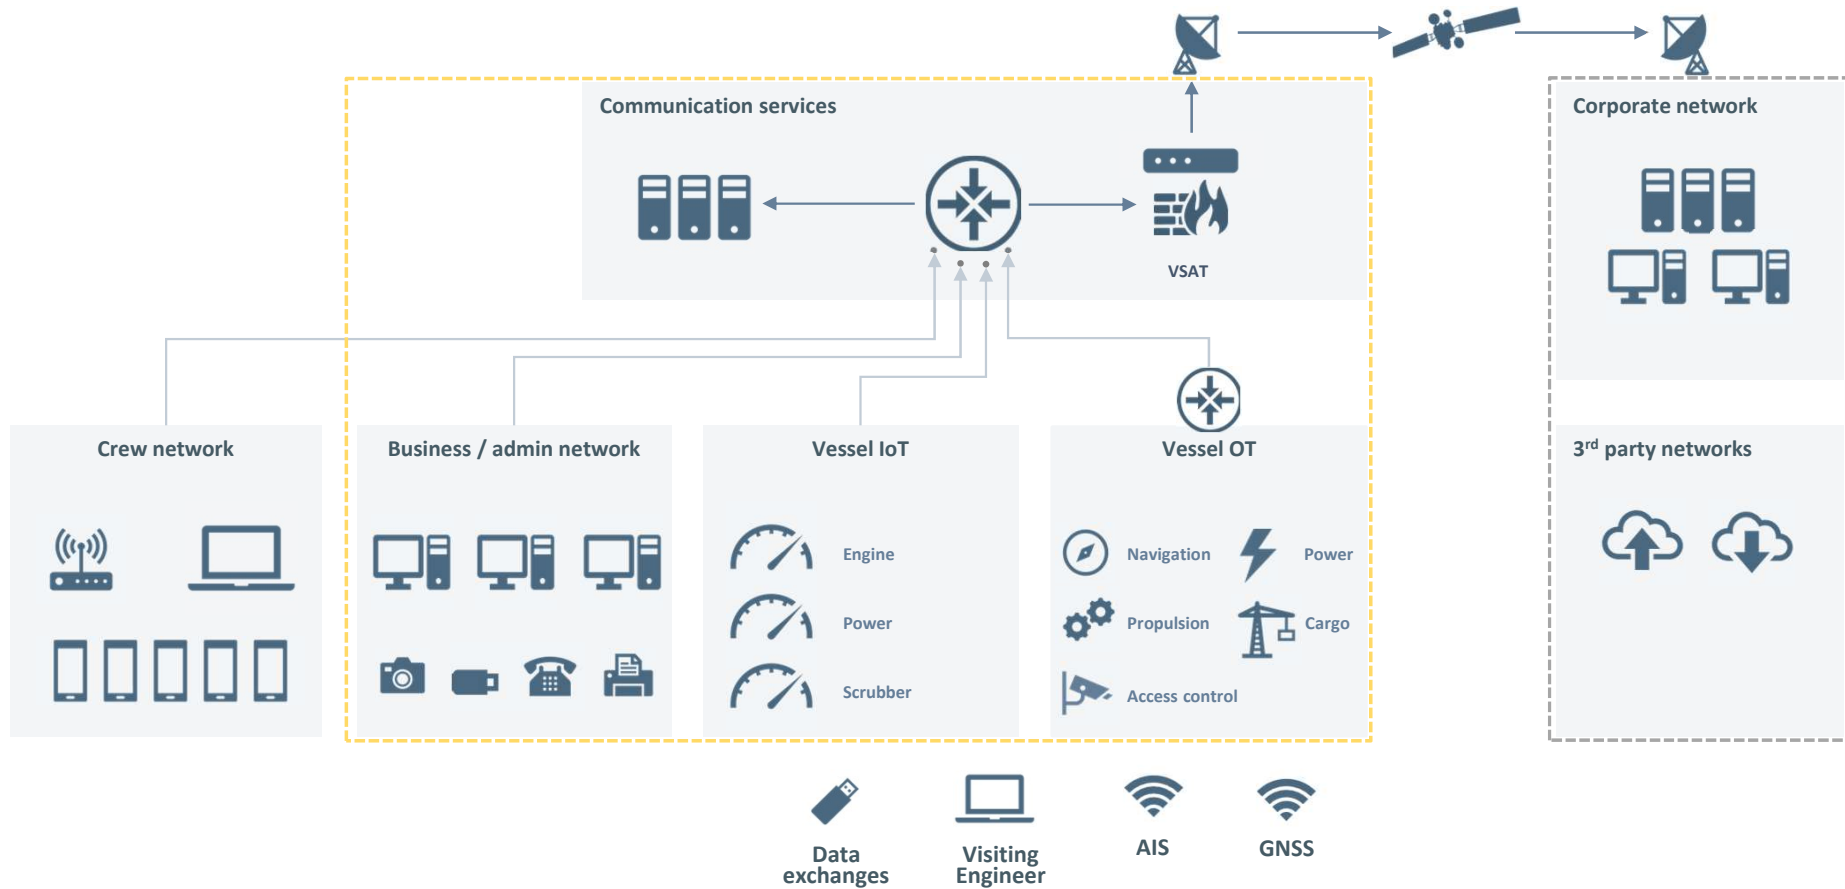 Communication services
Corporate network
VSAT
Crew network
Business / admin network
Vessel IoT
Vessel OT
3rd party networks
Engine
Navigation
Power
Power
Propulsion
Cargo
Scrubber
Access control
Data
exchanges
Visiting
Engineer
AIS
GNSS